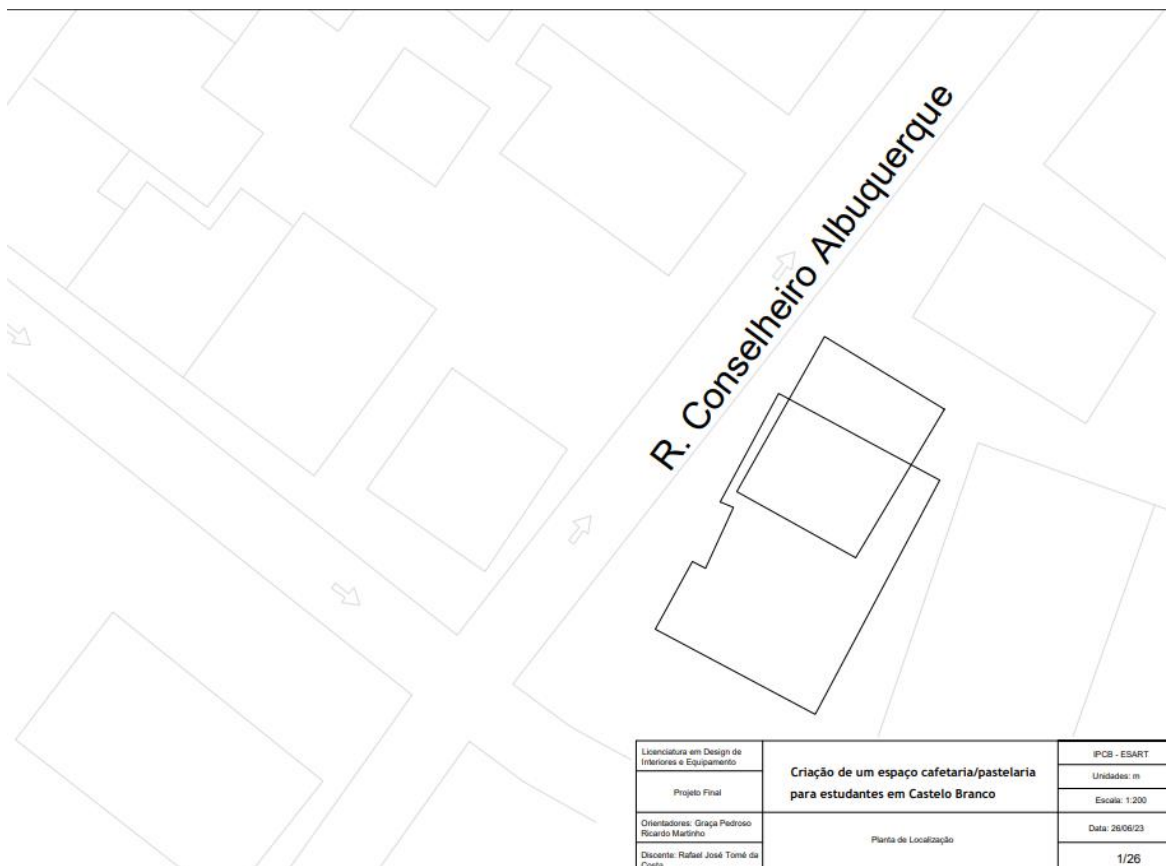 R. Conselheiro Albuquerque
Licenciatura em Design de
Interiores e Equipamento
Projeto Final
Orientadores: Graça Pedroso
Ricardo Martinho
Discente: Rafael José Tomé da
Costa
Criação de um espaço cafetaria/pastelaria
para estudantes em Castelo Branco
Planta de Localização
IPCB - ESART
Unidades: m
Escala: 1:200
Data: 26/06/23
1/26